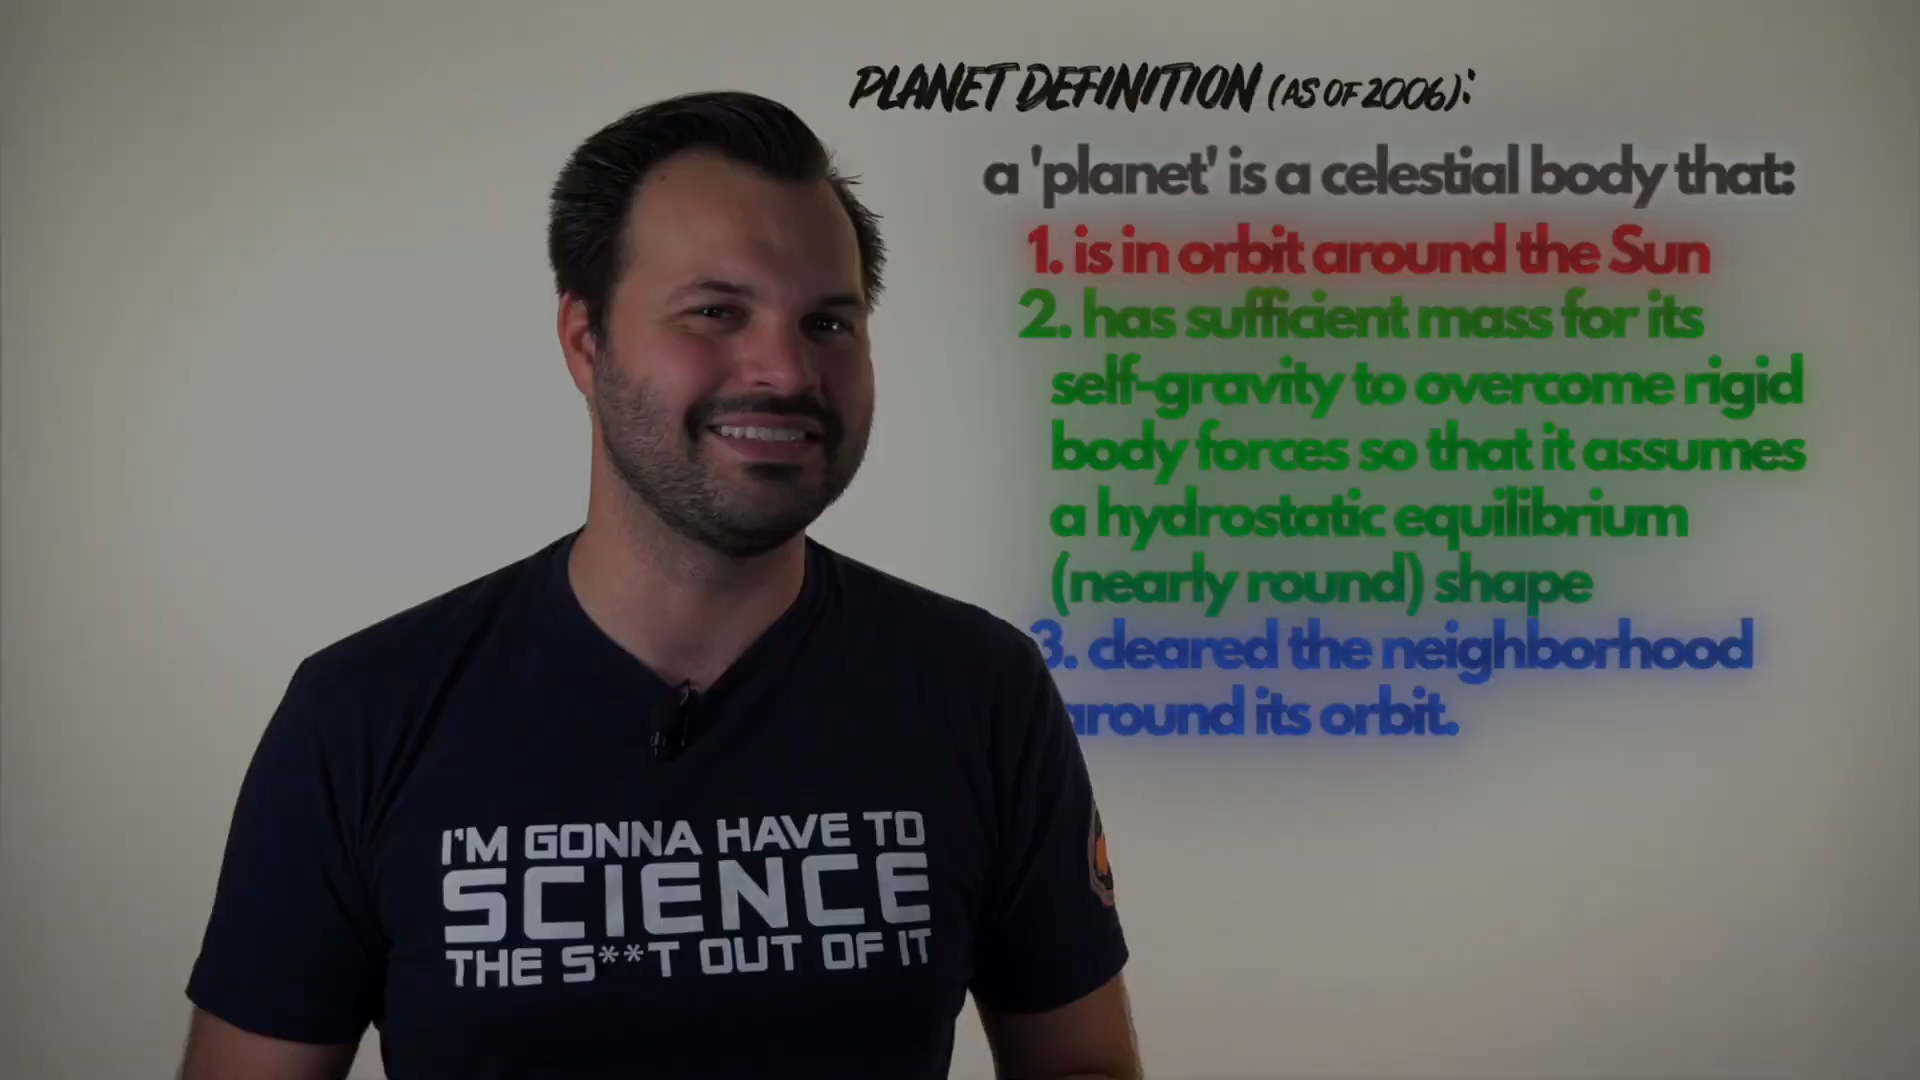 PLANET DEFINITION (AS OF 2006):
a 'planet' is a celestial body that:
1. is in orbit around the Sun
2. has sufficient mass for its
self-gravity to overcome rigid
body forces so that it assumes
a hydrostatic equilibrium
(nearly round) shape
3. cleared the neighborhood
around its orbit.
I'M GONNA HAVE TO
SCIENCE
THE S**T OUT OF IT